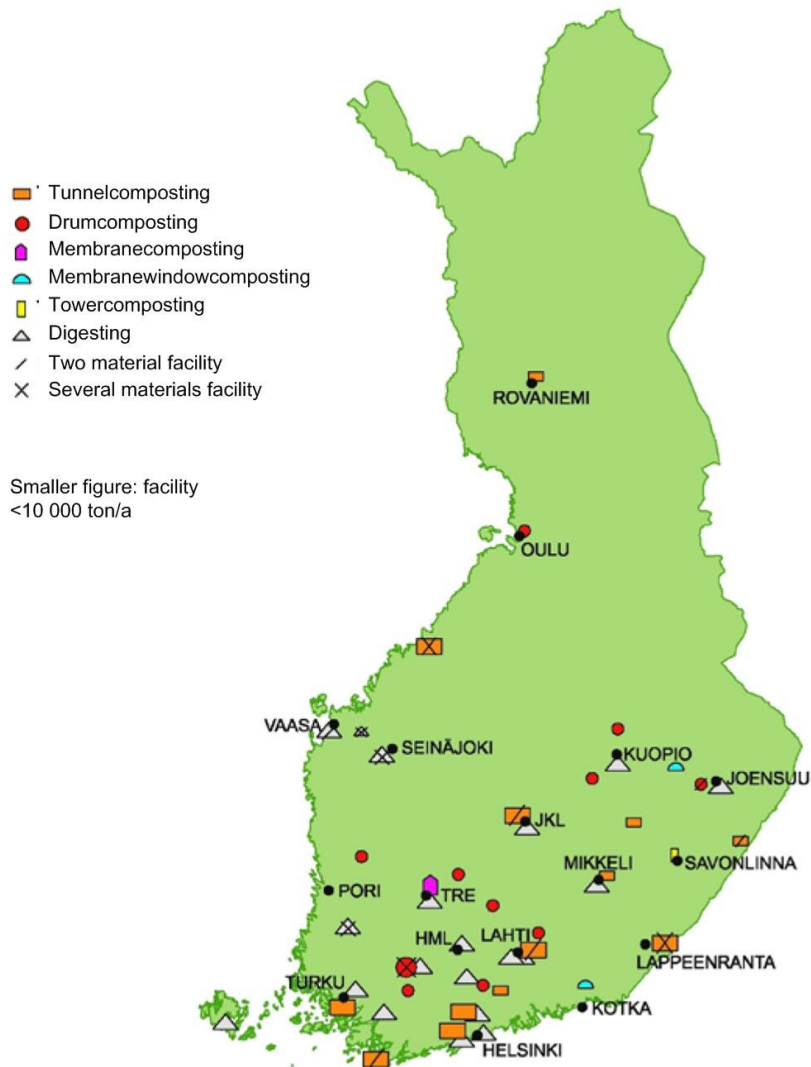 Tunnelcomposting
Drumcomposting
Membranecomposting
Membranewindowcomposting
Towercomposting
Digesting
Two material facility
Several materials facility
Smaller figure: facility
<10 000 ton/a
ROVANIEMI
OULU
VAASA
SEINÄJOKI
KUOPIO
JOENSUU
JKL
MIKKELI
SAVONLINNA
PORI
TRE
HML
LAHTI
LAPPEENRANTA
TURKU
KOTKA
HELSINKI